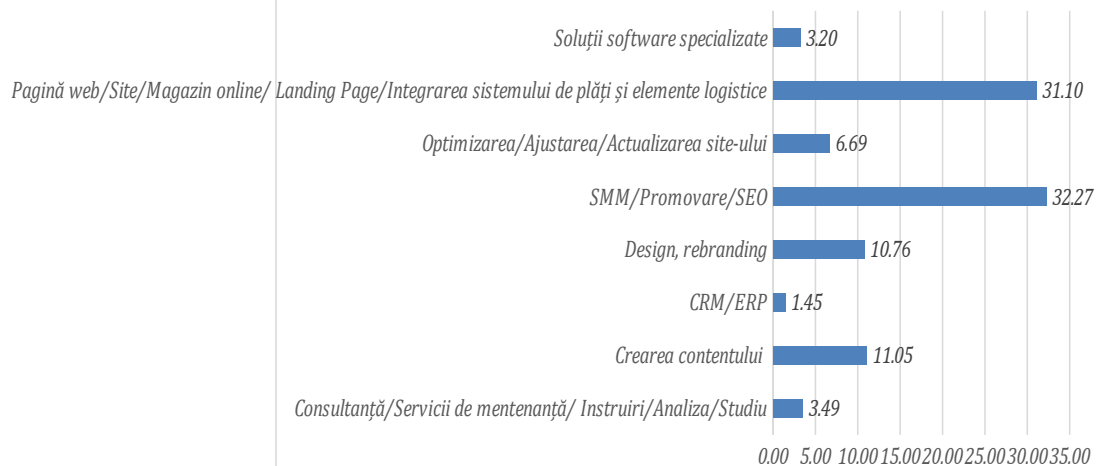 Soluții software specializate 3.20
Pagină web/Site/Magazin online/ Landing Page/Integrarea sistemului de plăți și elemente logistice 31.10
Optimizarea/Ajustarea/Actualizarea site-ului 6.69
SMM/Promovare/SEO 32.27
Design, rebranding 10.76
CRM/ERP 1.45
Crearea contentului 11.05
Consultanță/Servicii de mentenanță/ Instruiri/Analiza/Studiu 3.49
0.00 5.00 10.00 15.00 20.00 25.00 30.00 35.00